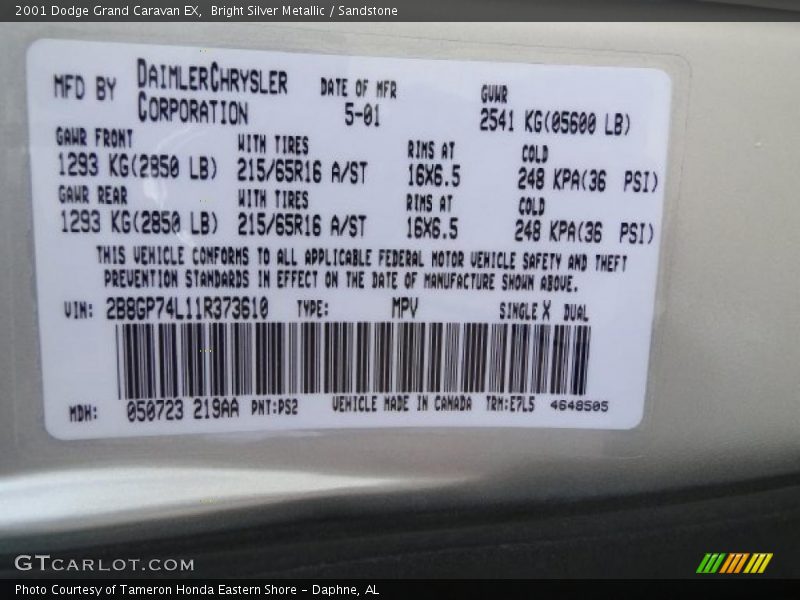 2001 Dodge Grand Caravan EX,  Bright Silver Metallic / Sandstone
MFD BY DAIMLERCHRYSLER CORPORATION DATE OF MFR 5-01 GVWR 2541 KG(05600 LB)
GAWR FRONT WITH TIRES RIMS AT COLD
1293 KG(2850 LB) 215/65R16 A/ST 16X6.5 248 KPA(36 PSI)
GAWR REAR WITH TIRES RIMS AT COLD
1293 KG(2850 LB) 215/65R16 A/ST 16X6.5 248 KPA(36 PSI)
THIS VEHICLE CONFORMS TO ALL APPLICABLE FEDERAL MOTOR VEHICLE SAFETY AND THEFT
PREVENTION STANDARDS IN EFFECT ON THE DATE OF MANUFACTURE SHOWN ABOVE.
VIN: 2B8GP74L11R373610 TYPE: MPV SINGLE X DUAL
MDH: 050723 219AA PNT:PS2 VEHICLE MADE IN CANADA TRM:E7L5 4648505
GTCARLOT.COM
Photo Courtesy of Tameron Honda Eastern Shore – Daphne, AL